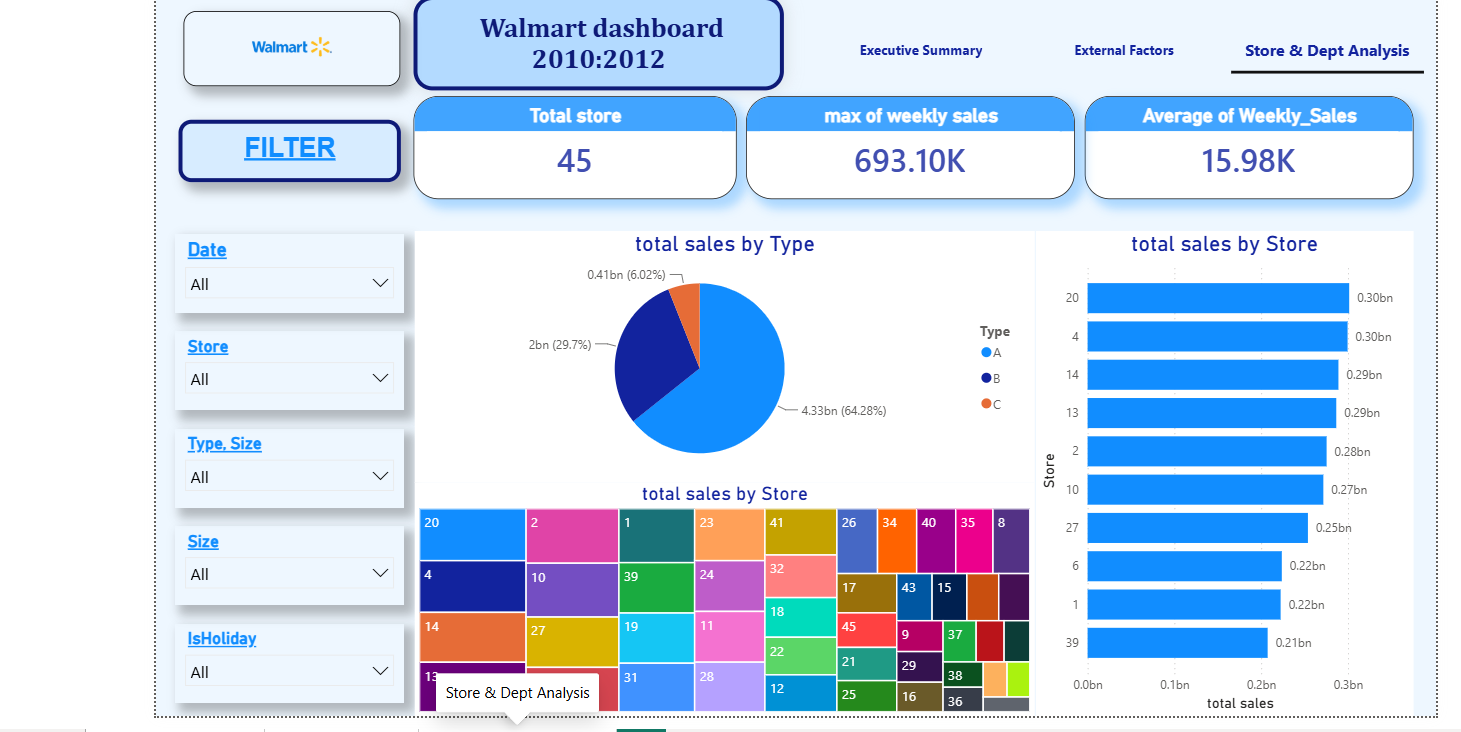 Walmart
Walmart dashboard
2010:2012
Executive Summary
External Factors
Store & Dept Analysis
FILTER
Total store
45
max of weekly sales
693.10K
Average of Weekly_Sales
15.98K
Date
All
Store
All
Type, Size
All
Size
All
IsHoliday
All
total sales by Type
0.41bn (6.02%)
2bn (29.7%)
4.33bn (64.28%)
Type
A
B
C
total sales by Store
20
4
14
13
2
10
27
1
39
19
31
23
24
11
28
41
32
18
22
12
26
34
40
35
8
17
45
21
25
43
15
9
29
16
37
38
36
Store & Dept Analysis
total sales by Store
Store
20 0.30bn
4 0.30bn
14 0.29bn
13 0.29bn
2 0.28bn
10 0.27bn
27 0.25bn
6 0.22bn
1 0.22bn
39 0.21bn
0.0bn 0.1bn 0.2bn 0.3bn
total sales